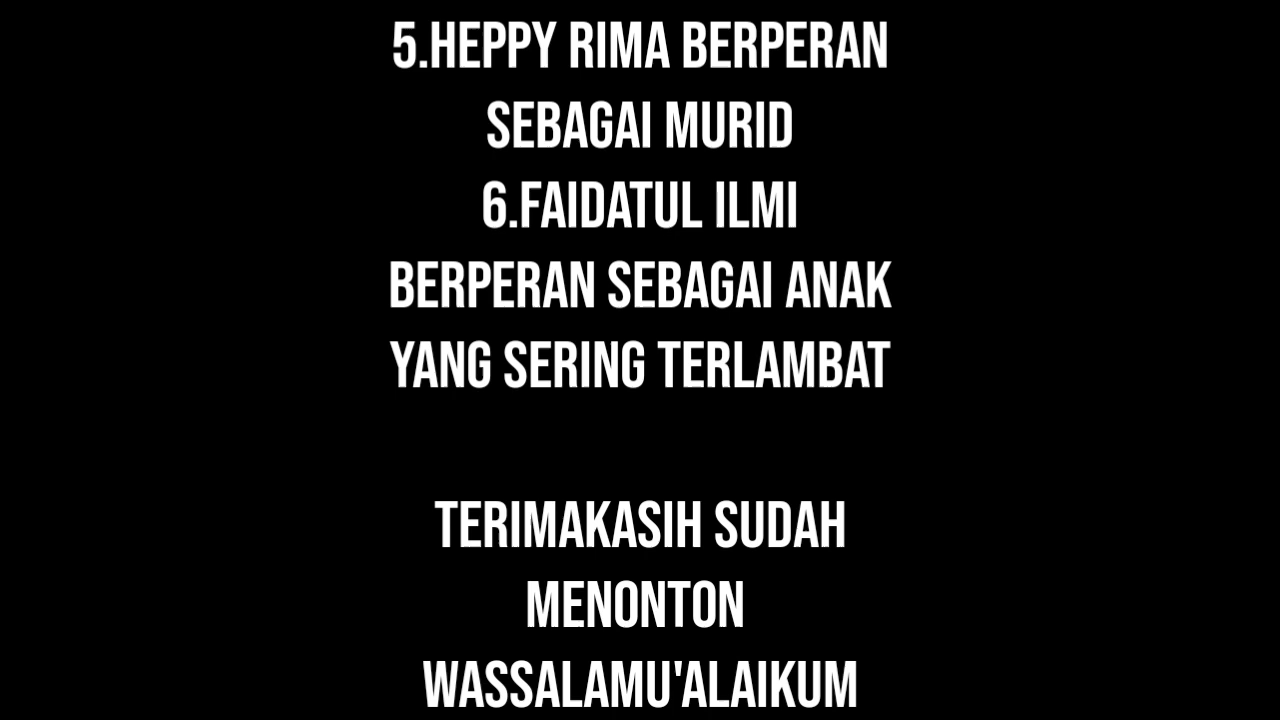 5.HEPPY RIMA BERPERAN
SEBAGAI MURID
6.FAIDATUL ILMI
BERPERAN SEBAGAI ANAK
YANG SERING TERLAMBAT
TERIMAKASIH SUDAH
MENONTON
WASSALAMU'ALAIKUM